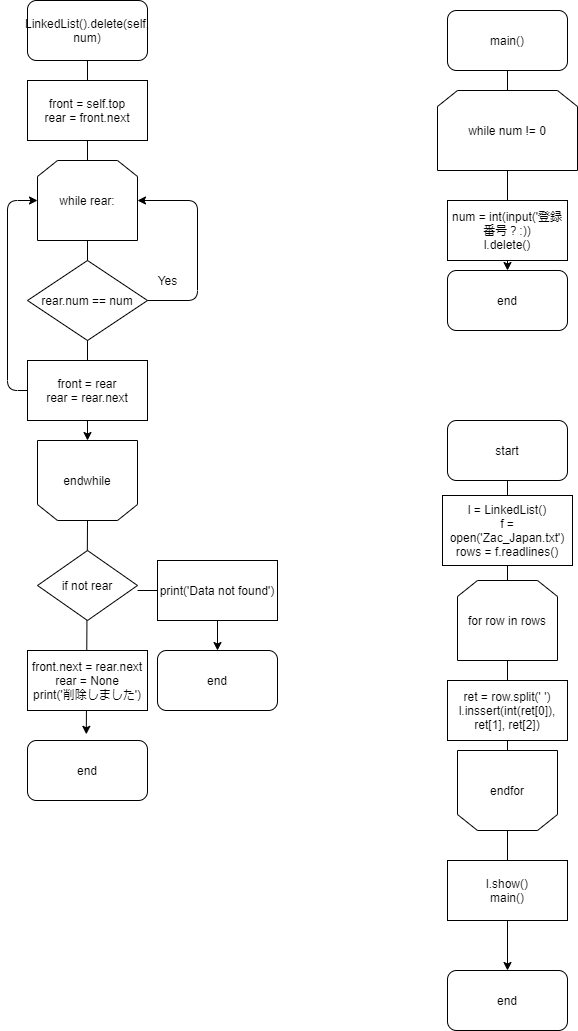 LinkedList().delete(self,
num)
front = self.top
rear = front.next
while rear:
Yes
rear.num == num
front = rear
rear = rear.next
endwhile
if not rear
print('Data not found')
front.next = rear.next
rear = None
print('削除しました')
end
end
main()
while num != 0
num = int(input('登録
番号？:))
l.delete()
end
start
l = LinkedList()
f =
open('Zac_Japan.txt')
rows = f.readlines()
for row in rows
ret = row.split(' ')
l.inssert(int(ret[0]),
ret[1], ret[2])
endfor
l.show()
main()
end